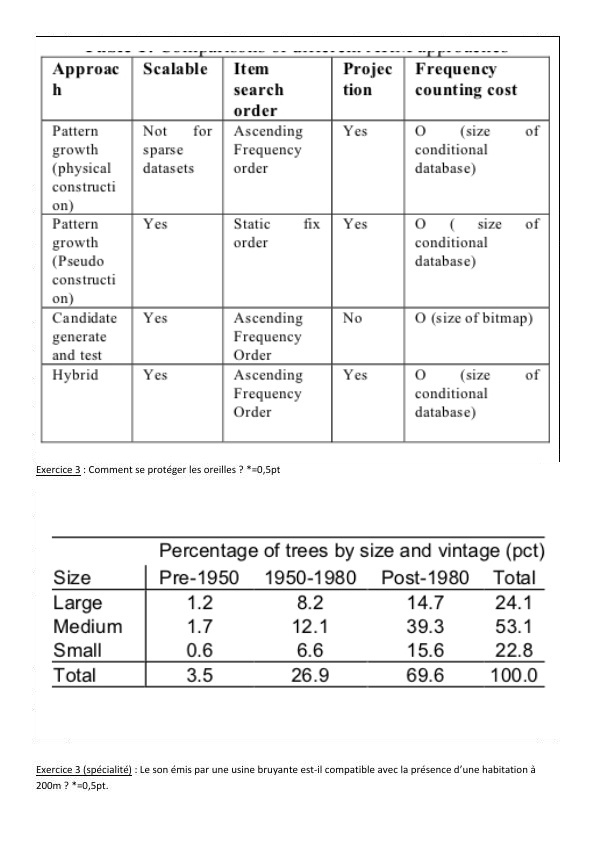 Approac Scalable Item Projec Frequency
h search tion counting cost
order
Pattern Not for Ascending Yes O (size of
growth sparse Frequency conditional
(physical datasets order database)
constructi
on)
Pattern Yes Static fix Yes O ( size of
growth order conditional
(Pseudo database)
constructi
on)
Candidate Yes Ascending No O (size of bitmap)
generate Frequency
and test Order
Hybrid Yes Ascending Yes O (size of
Frequency conditional
Order database)
Exercice 3 : Comment se protéger les oreilles ? *=0,5pt
Percentage of trees by size and vintage (pct)
Size Pre-1950 1950-1980 Post-1980 Total
Large 1.2 8.2 14.7 24.1
Medium 1.7 12.1 39.3 53.1
Small 0.6 6.6 15.6 22.8
Total 3.5 26.9 69.6 100.0
Exercice 3 (spécialité) : Le son émis par une usine bruyante est-il compatible avec la présence d’une habitation à
200m ? *=0,5pt.